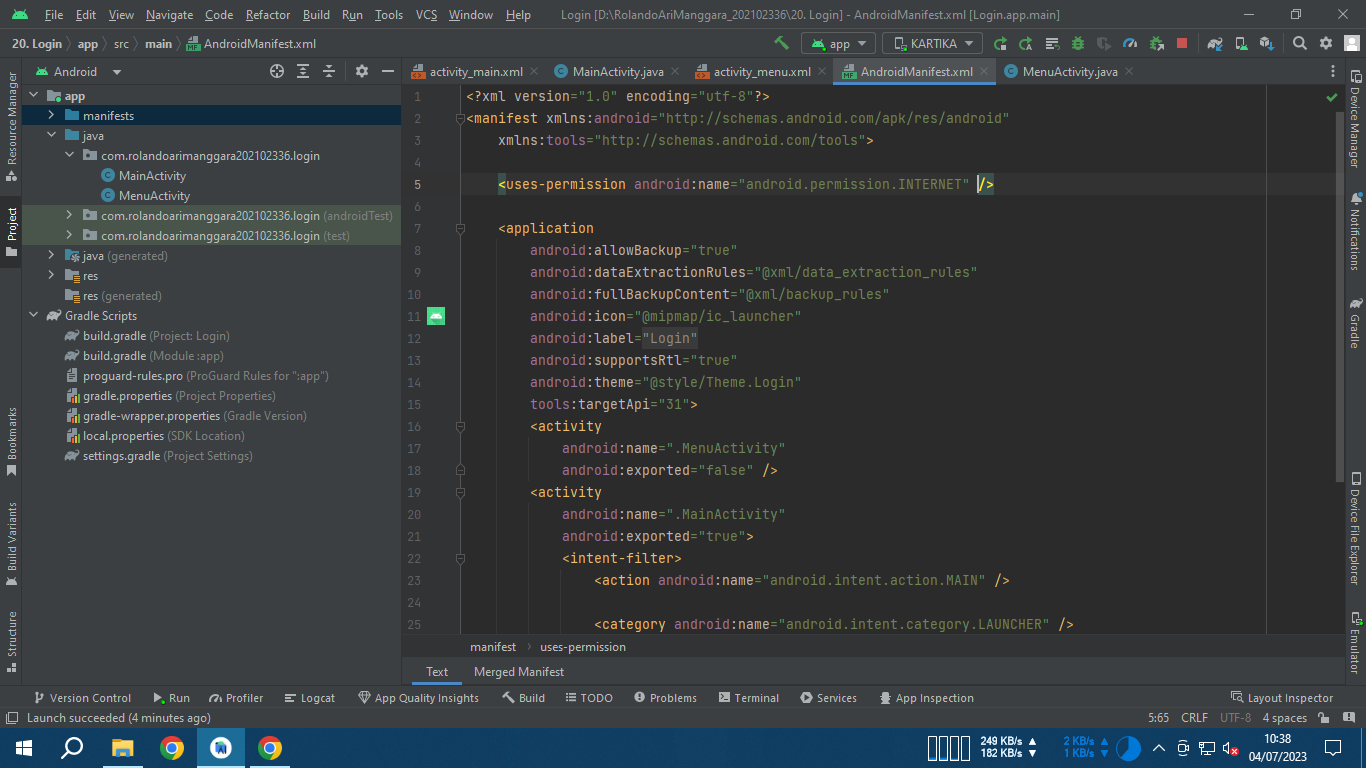 File Edit View Navigate Code Refactor Build Run Tools VCS Window Help Login [D:\RolandoAriManggara_202102336\20. Login] - AndroidManifest.xml [Login.app.main]
20. Login app src main AndroidManifest.xml app KARTIKA
Android
activity_main.xml MainActivity.java activity_menu.xml AndroidManifest.xml MenuActivity.java
Resource Manager
Project
Bookmarks
Build Variants
Structure
app
manifests
java
com.rolandoarimanggara202102336.login
MainActivity
MenuActivity
com.rolandoarimanggara202102336.login (androidTest)
com.rolandoarimanggara202102336.login (test)
java (generated)
res
res (generated)
Gradle Scripts
build.gradle (Project: Login)
build.gradle (Module :app)
proguard-rules.pro (ProGuard Rules for ":app")
gradle.properties (Project Properties)
gradle-wrapper.properties (Gradle Version)
local.properties (SDK Location)
settings.gradle (Project Settings)
1 <?xml version="1.0" encoding="utf-8"?>
2 <manifest xmlns:android="http://schemas.android.com/apk/res/android"
3 xmlns:tools="http://schemas.android.com/tools">
4
5 <uses-permission android:name="android.permission.INTERNET" />
6
7 <application
8 android:allowBackup="true"
9 android:dataExtractionRules="@xml/data_extraction_rules"
10 android:fullBackupContent="@xml/backup_rules"
11 android:icon="@mipmap/ic_launcher"
12 android:label="Login"
13 android:supportsRtl="true"
14 android:theme="@style/Theme.Login"
15 tools:targetApi="31">
16 <activity
17 android:name=".MenuActivity"
18 android:exported="false" />
19 <activity
20 android:name=".MainActivity"
21 android:exported="true">
22 <intent-filter>
23 <action android:name="android.intent.action.MAIN" />
24
25 <category android:name="android.intent.category.LAUNCHER" />
Device Manager
Notifications
Gradle
Device File Explorer
Emulator
manifest uses-permission
Text Merged Manifest
Version Control Run Profiler Logcat App Quality Insights Build TODO Problems Terminal Services App Inspection Layout Inspector
Launch succeeded (4 minutes ago) 5:65 CRLF UTF-8 4 spaces
249 KB/s
182 KB/s
2 KB/s
1 KB/s
10:38
04/07/2023